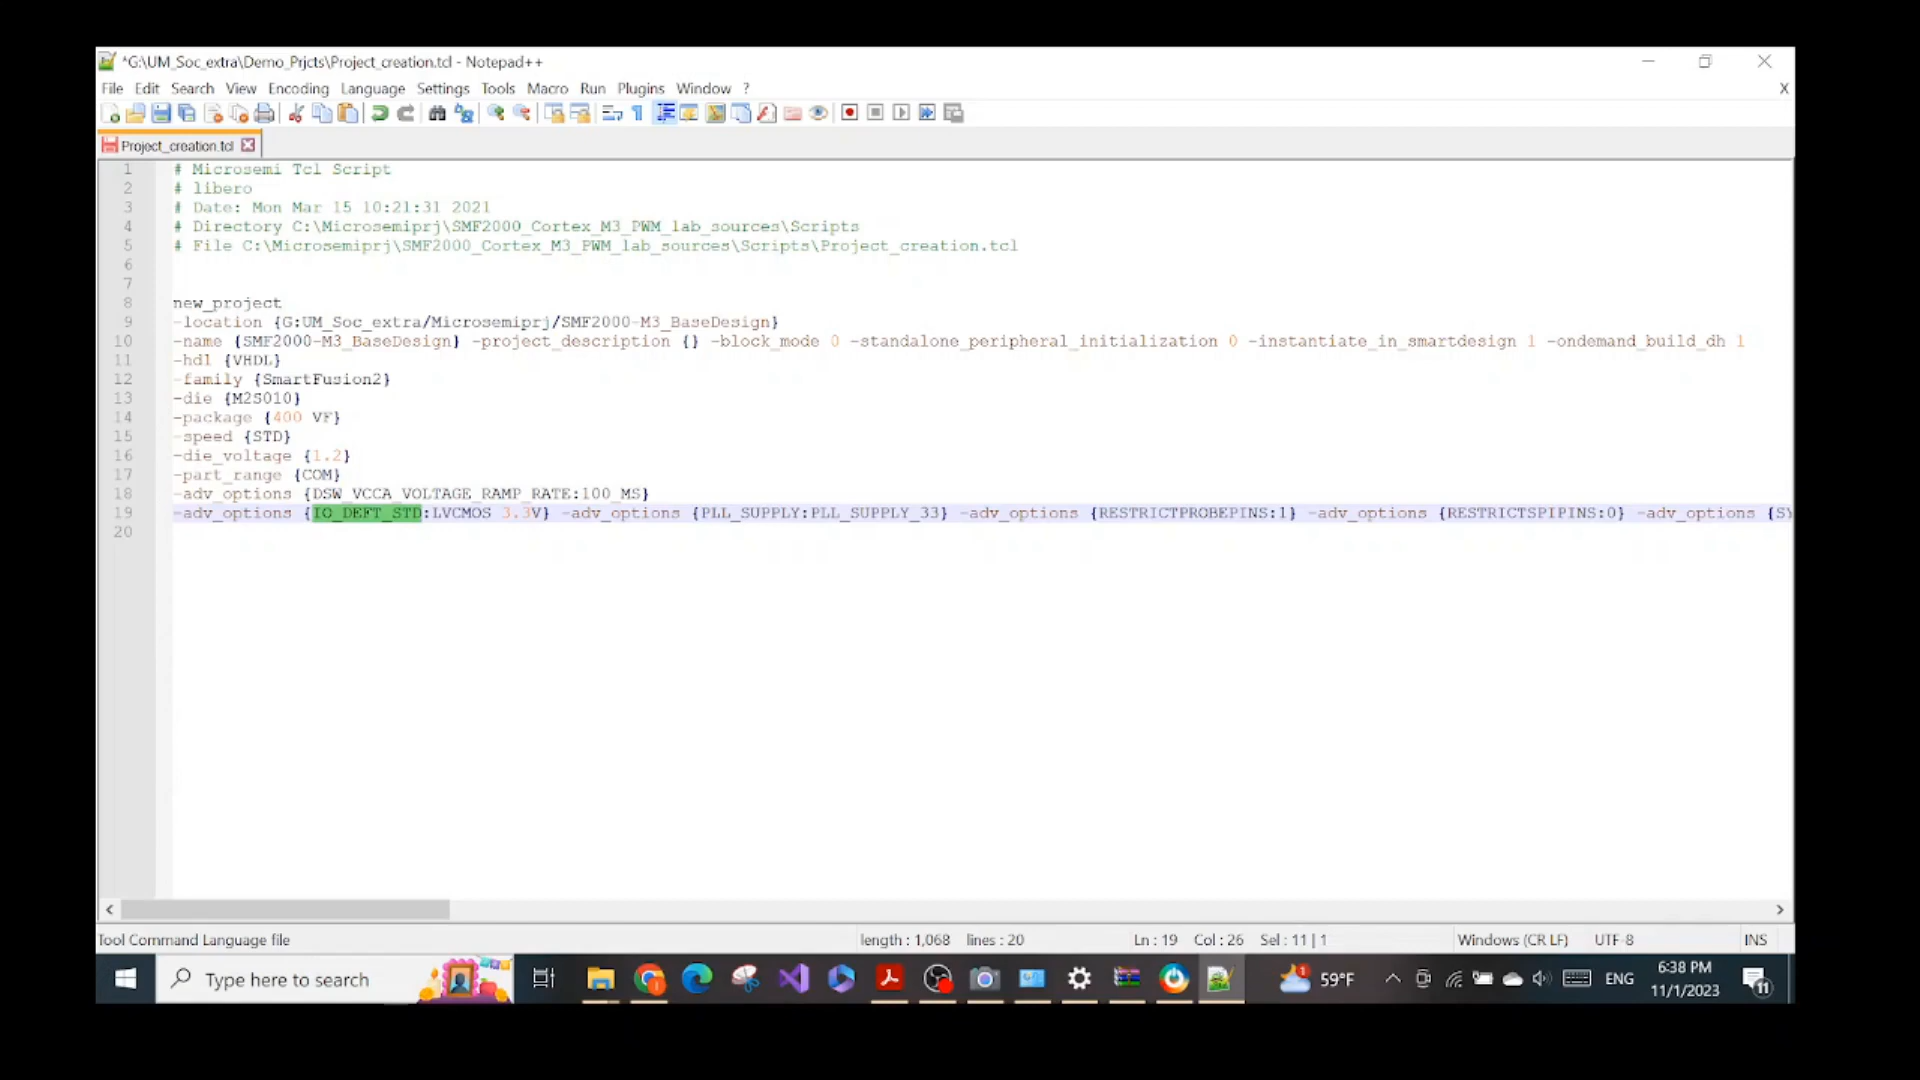 *G:\UM_Soc_extra\Demo_Prjcts\Project_creation.tcl - Notepad++
File Edit Search View Encoding Language Settings Tools Macro Run Plugins Window ? X
Project_creation.tcl
1 # Microsemi Tcl Script
2 # libero
3 # Date: Mon Mar 15 10:21:31 2021
4 # Directory C:\Microsemiprj\SMF2000_Cortex_M3_PWM_lab_sources\Scripts
5 # File C:\Microsemiprj\SMF2000_Cortex_M3_PWM_lab_sources\Scripts\Project_creation.tcl
6
7
8 new_project
9 -location {G:UM_Soc_extra/Microsemiprj/SMF2000-M3_BaseDesign}
10 -name {SMF2000-M3_BaseDesign} -project_description {} -block_mode 0 -standalone_peripheral_initialization 0 -instantiate_in_smartdesign 1 -ondemand_build_dh 1
11 -hdl {VHDL}
12 -family {SmartFusion2}
13 -die {M2S010}
14 -package {400 VF}
15 -speed {STD}
16 -die_voltage {1.2}
17 -part_range {COM}
18 -adv_options {DSW_VCCA_VOLTAGE_RAMP_RATE:100_MS}
19 -adv_options {IO_DEFT_STD:LVCMOS 3.3V} -adv_options {PLL_SUPPLY:PLL_SUPPLY_33} -adv_options {RESTRICTPROBEPINS:1} -adv_options {RESTRICTSPIPINS:0} -adv_options {SY
20
Tool Command Language file length : 1,068 lines : 20 Ln : 19 Col : 26 Sel : 11 | 1 Windows (CR LF) UTF-8 INS
Type here to search 1 59°F ENG 6:38 PM 11/1/2023 11